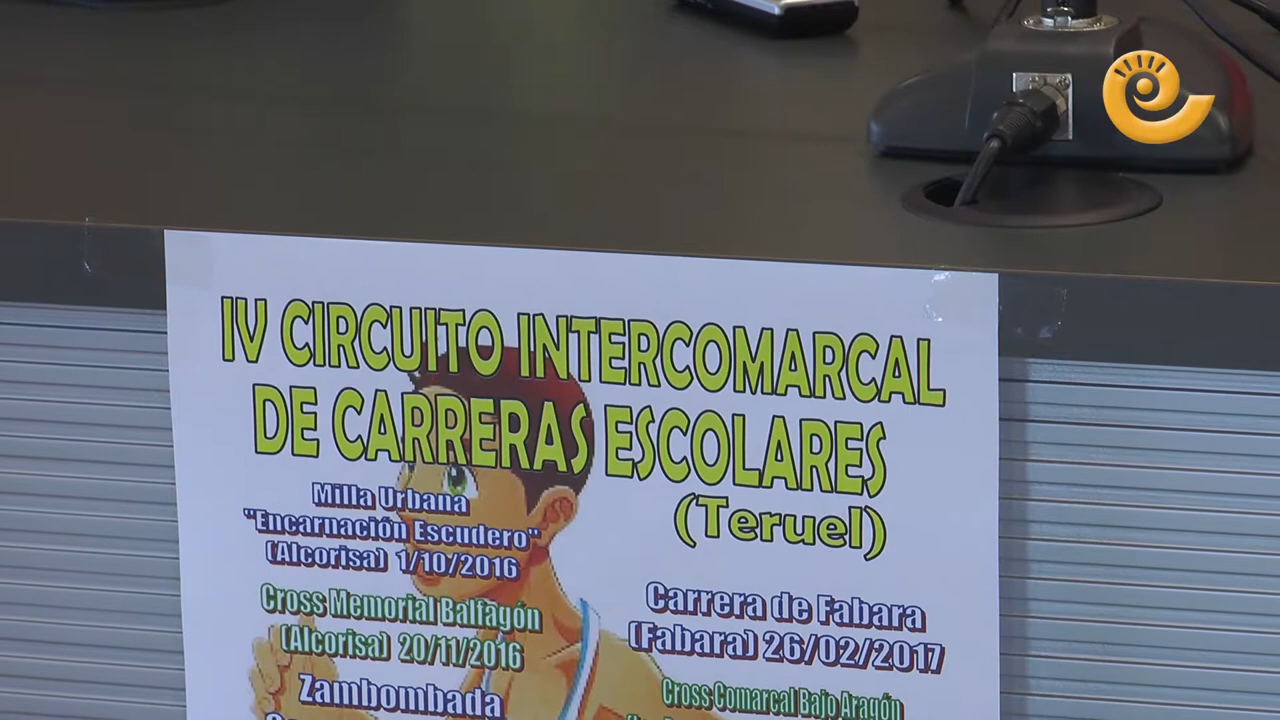 IV CIRCUITO INTERCOMARCAL
DE CARRERAS ESCOLARES
(Teruel)
Milla Urbana
"Encarnación Escudero"
(Alcorisa) 1/10/2016
Cross Memorial Balfagón
(Alcorisa) 20/11/2016
Zambombada
Carrera de Fabara
(Fabara) 26/02/2017
Cross Comarcal Bajo Aragón